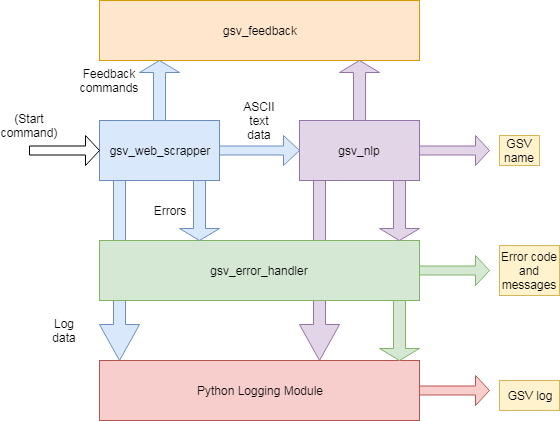 gsv_feedback
Feedback
commands
ASCII
text
data
(Start
command)
gsv_web_scrapper
gsv_nlp
GSV
name
Errors
gsv_error_handler
Error code
and
messages
Log
data
Python Logging Module
GSV log